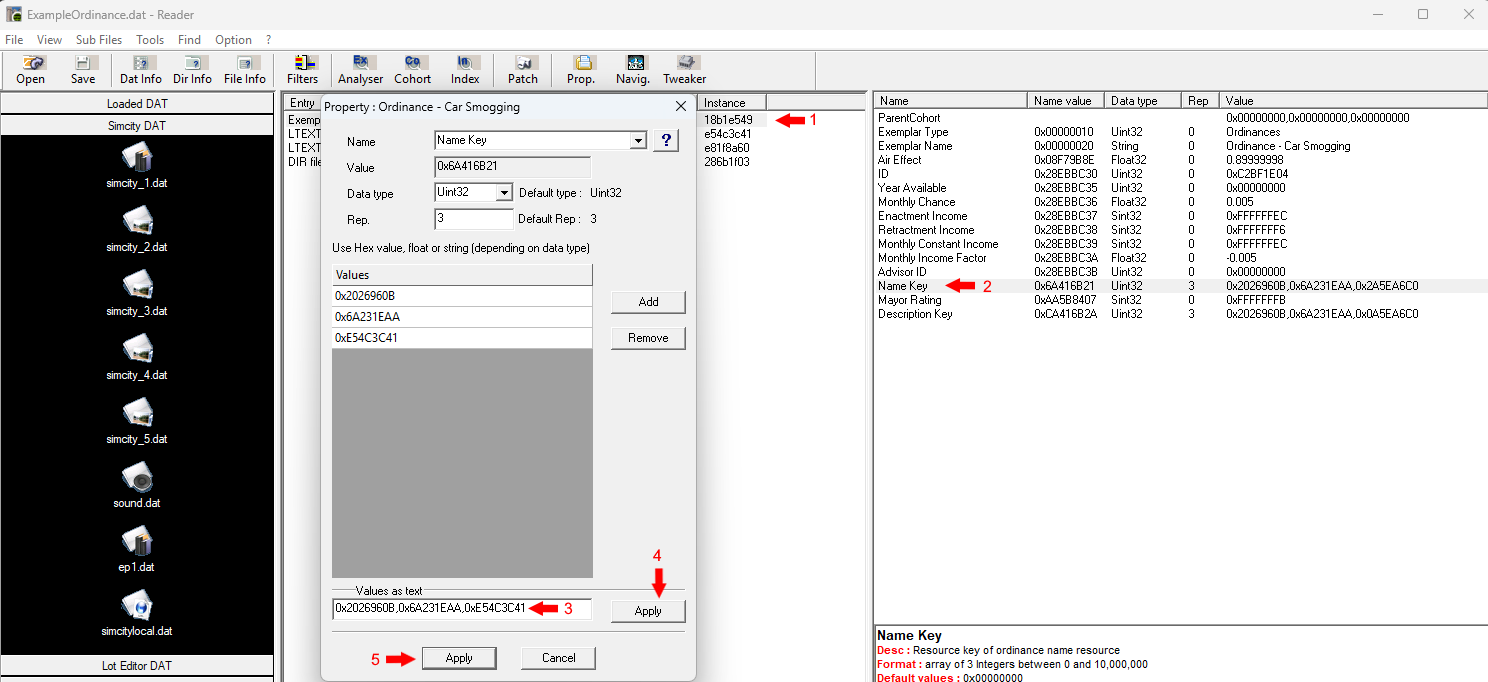 ExampleOrdinance.dat - Reader
File View Sub Files Tools Find Option ?
Open Save Dat Info Dir Info File Info Filters Analyser Cohort Index Patch Prop. Navig. Tweaker
Loaded DAT
Simcity DAT
simcity_1.dat
simcity_2.dat
simcity_3.dat
simcity_4.dat
simcity_5.dat
sound.dat
ep1.dat
simcitylocal.dat
Lot Editor DAT
Entry
Exemp
LTEXT
LTEXT
DIR file
Instance
18b1e549 1
e54c3c41
e81f8a60
286b1f03
Property : Ordinance - Car Smogging
Name Name Key ?
Value 0x6A416B21
Data type Uint32 Default type : Uint32
Rep. 3 Default Rep : 3
Use Hex value, float or string (depending on data type)
Values
0x2026960B
0x6A231EAA
0xE54C3C41
Add
Remove
4
Values as text
0x2026960B,0x6A231EAA,0xE54C3C41 3 Apply
5 Apply Cancel
Name Name value Data type Rep Value
ParentCohort 0x00000000,0x00000000,0x00000000
Exemplar Type 0x00000010 Uint32 0 Ordinances
Exemplar Name 0x00000020 String 0 Ordinance - Car Smogging
Air Effect 0x08F79B8E Float32 0 0.89999998
ID 0x28EBBC30 Uint32 0 0xC2BF1E04
Year Available 0x28EBBC35 Uint32 0 0x00000000
Monthly Chance 0x28EBBC36 Float32 0 0.005
Enactment Income 0x28EBBC37 Sint32 0 0xFFFFFFEC
Retractment Income 0x28EBBC38 Sint32 0 0xFFFFFFF6
Monthly Constant Income 0x28EBBC39 Sint32 0 0xFFFFFFEC
Monthly Income Factor 0x28EBBC3A Float32 0 -0.005
Advisor ID 0x28EBBC3B Uint32 0 0x00000000
Name Key 2 0x6A416B21 Uint32 3 0x2026960B,0x6A231EAA,0x2A5EA6C0
Mayor Rating 0xAA5B8407 Sint32 0 0xFFFFFFFB
Description Key 0xCA416B2A Uint32 3 0x2026960B,0x6A231EAA,0x0A5EA6C0
Name Key
Desc : Resource key of ordinance name resource
Format : array of 3 Integers between 0 and 10,000,000
Default values : 0x00000000